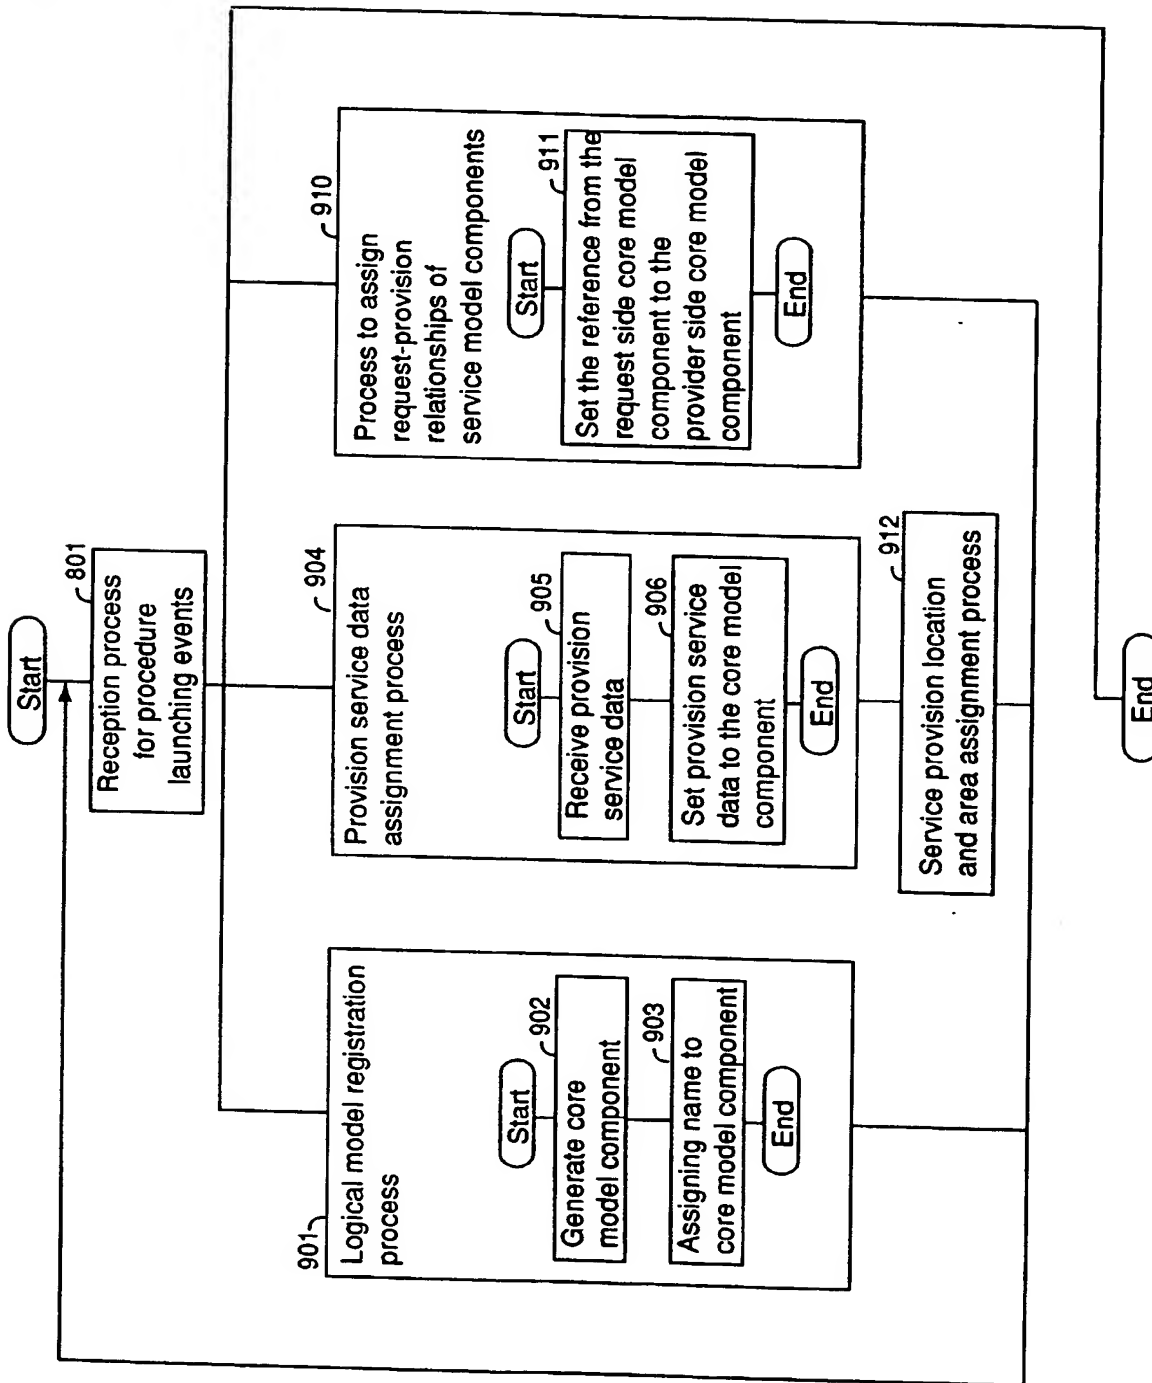 Start
801
Reception process
for procedure
launching events
901
Logical model registration
process
Start
902
Generate core
model component
903
Assigning name to
core model component
End
904
Provision service data
assignment process
Start
905
Receive provision
service data
906
Set provision service
data to the core model
component
End
912
Service provision location
and area assignment process
910
Process to assign
request-provision
relationships of
service model components
Start
911
Set the reference from the
request side core model
component to the
provider side core model
component
End
End